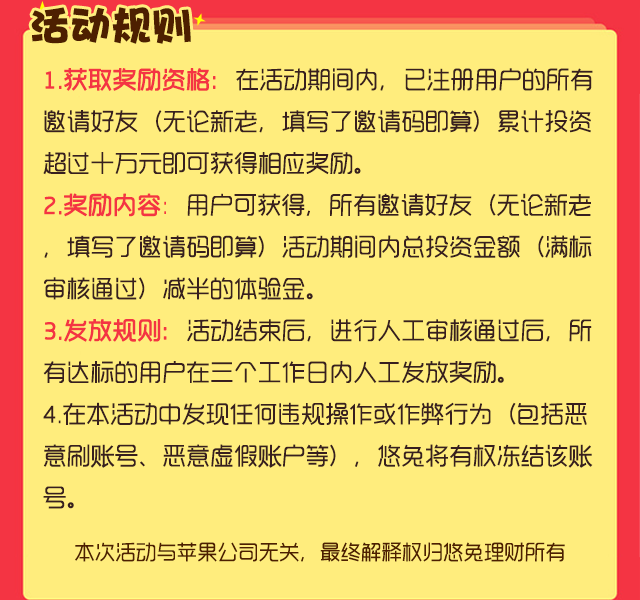 活动规则
1.获取奖励资格：在活动期间内，已注册用户的所有
邀请好友（无论新老，填写了邀请码即算）累计投资
超过十万元即可获得相应奖励。
2.奖励内容：用户可获得，所有邀请好友（无论新老
，填写了邀请码即算）活动期间内总投资金额（满标
审核通过）减半的体验金。
3.发放规则：活动结束后，进行人工审核通过后，所
有达标的用户在三个工作日内人工发放奖励。
4.在本活动中发现任何违规操作或作弊行为（包括恶
意刷账号、恶意虚假账户等），悠兔将有权冻结该账
号。
本次活动与苹果公司无关，最终解释权归悠兔理财所有